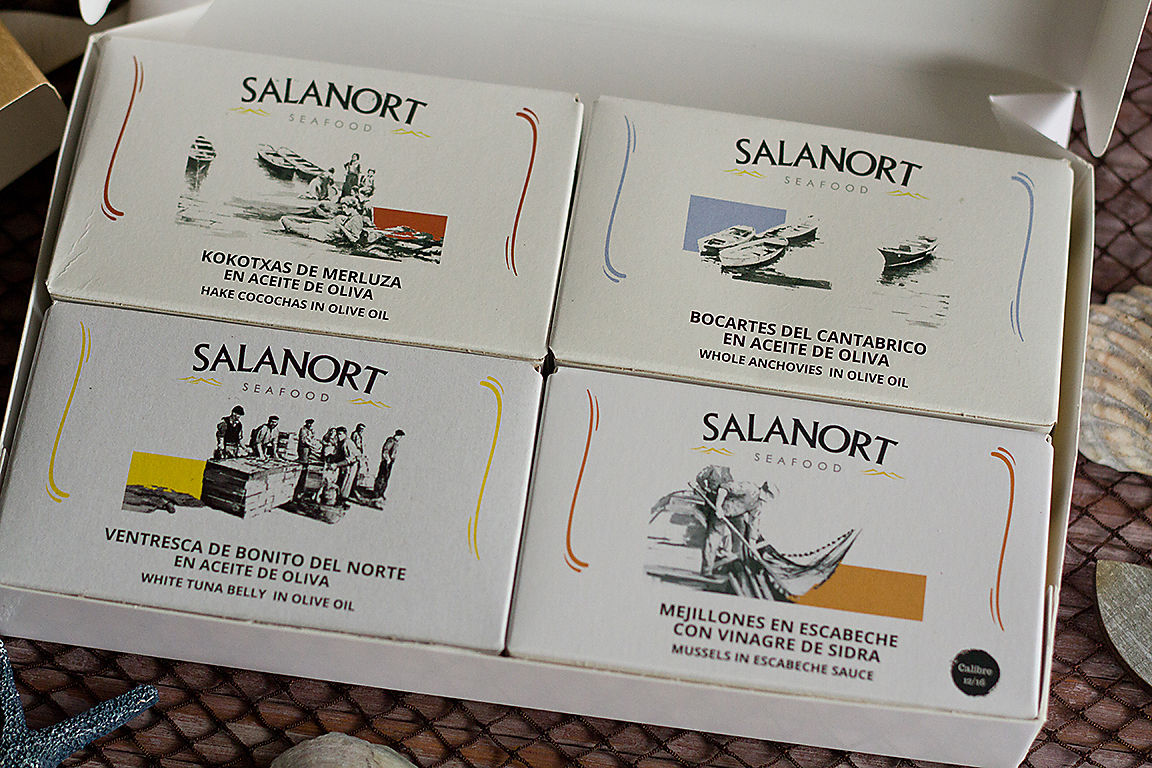 SALANORT
SEAFOOD
KOKOTXAS DE MERLUZA
EN ACEITE DE OLIVA
HAKE COCOCHAS IN OLIVE OIL
SALANORT
SEAFOOD
BOCARTES DEL CANTABRICO
EN ACEITE DE OLIVA
WHOLE ANCHOVIES IN OLIVE OIL
SALANORT
SEAFOOD
VENTRESCA DE BONITO DEL NORTE
EN ACEITE DE OLIVA
WHITE TUNA BELLY IN OLIVE OIL
SALANORT
SEAFOOD
MEJILLONES EN ESCABECHE
CON VINAGRE DE SIDRA
MUSSELS IN ESCABECHE SAUCE
Calibre
12/16